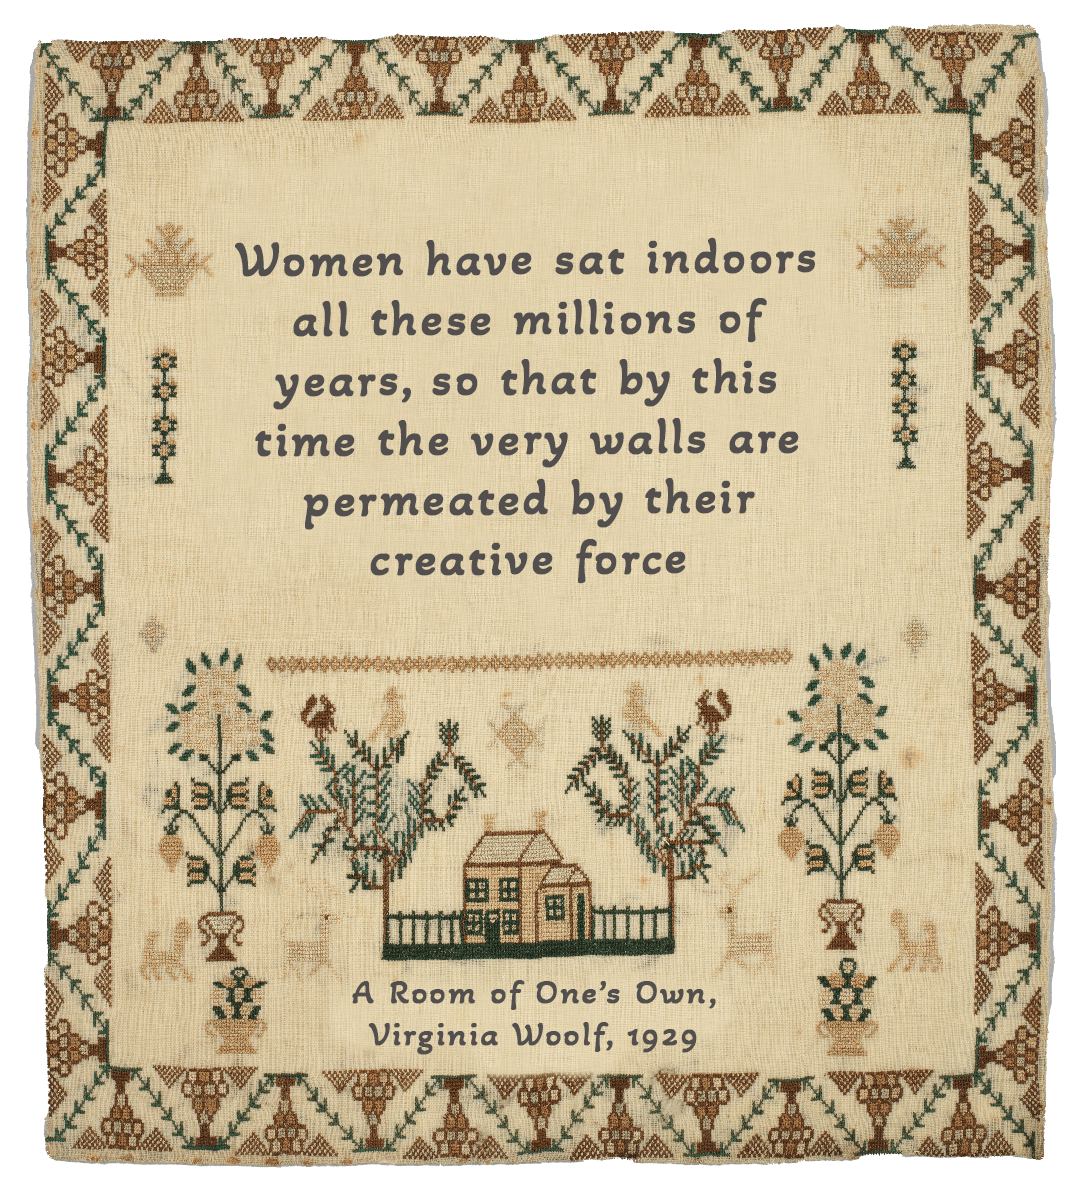 Women have sat indoors
all these millions of
years, so that by this
time the very walls are
permeated by their
creative force
A Room of One’s Own,
Virginia Woolf, 1929